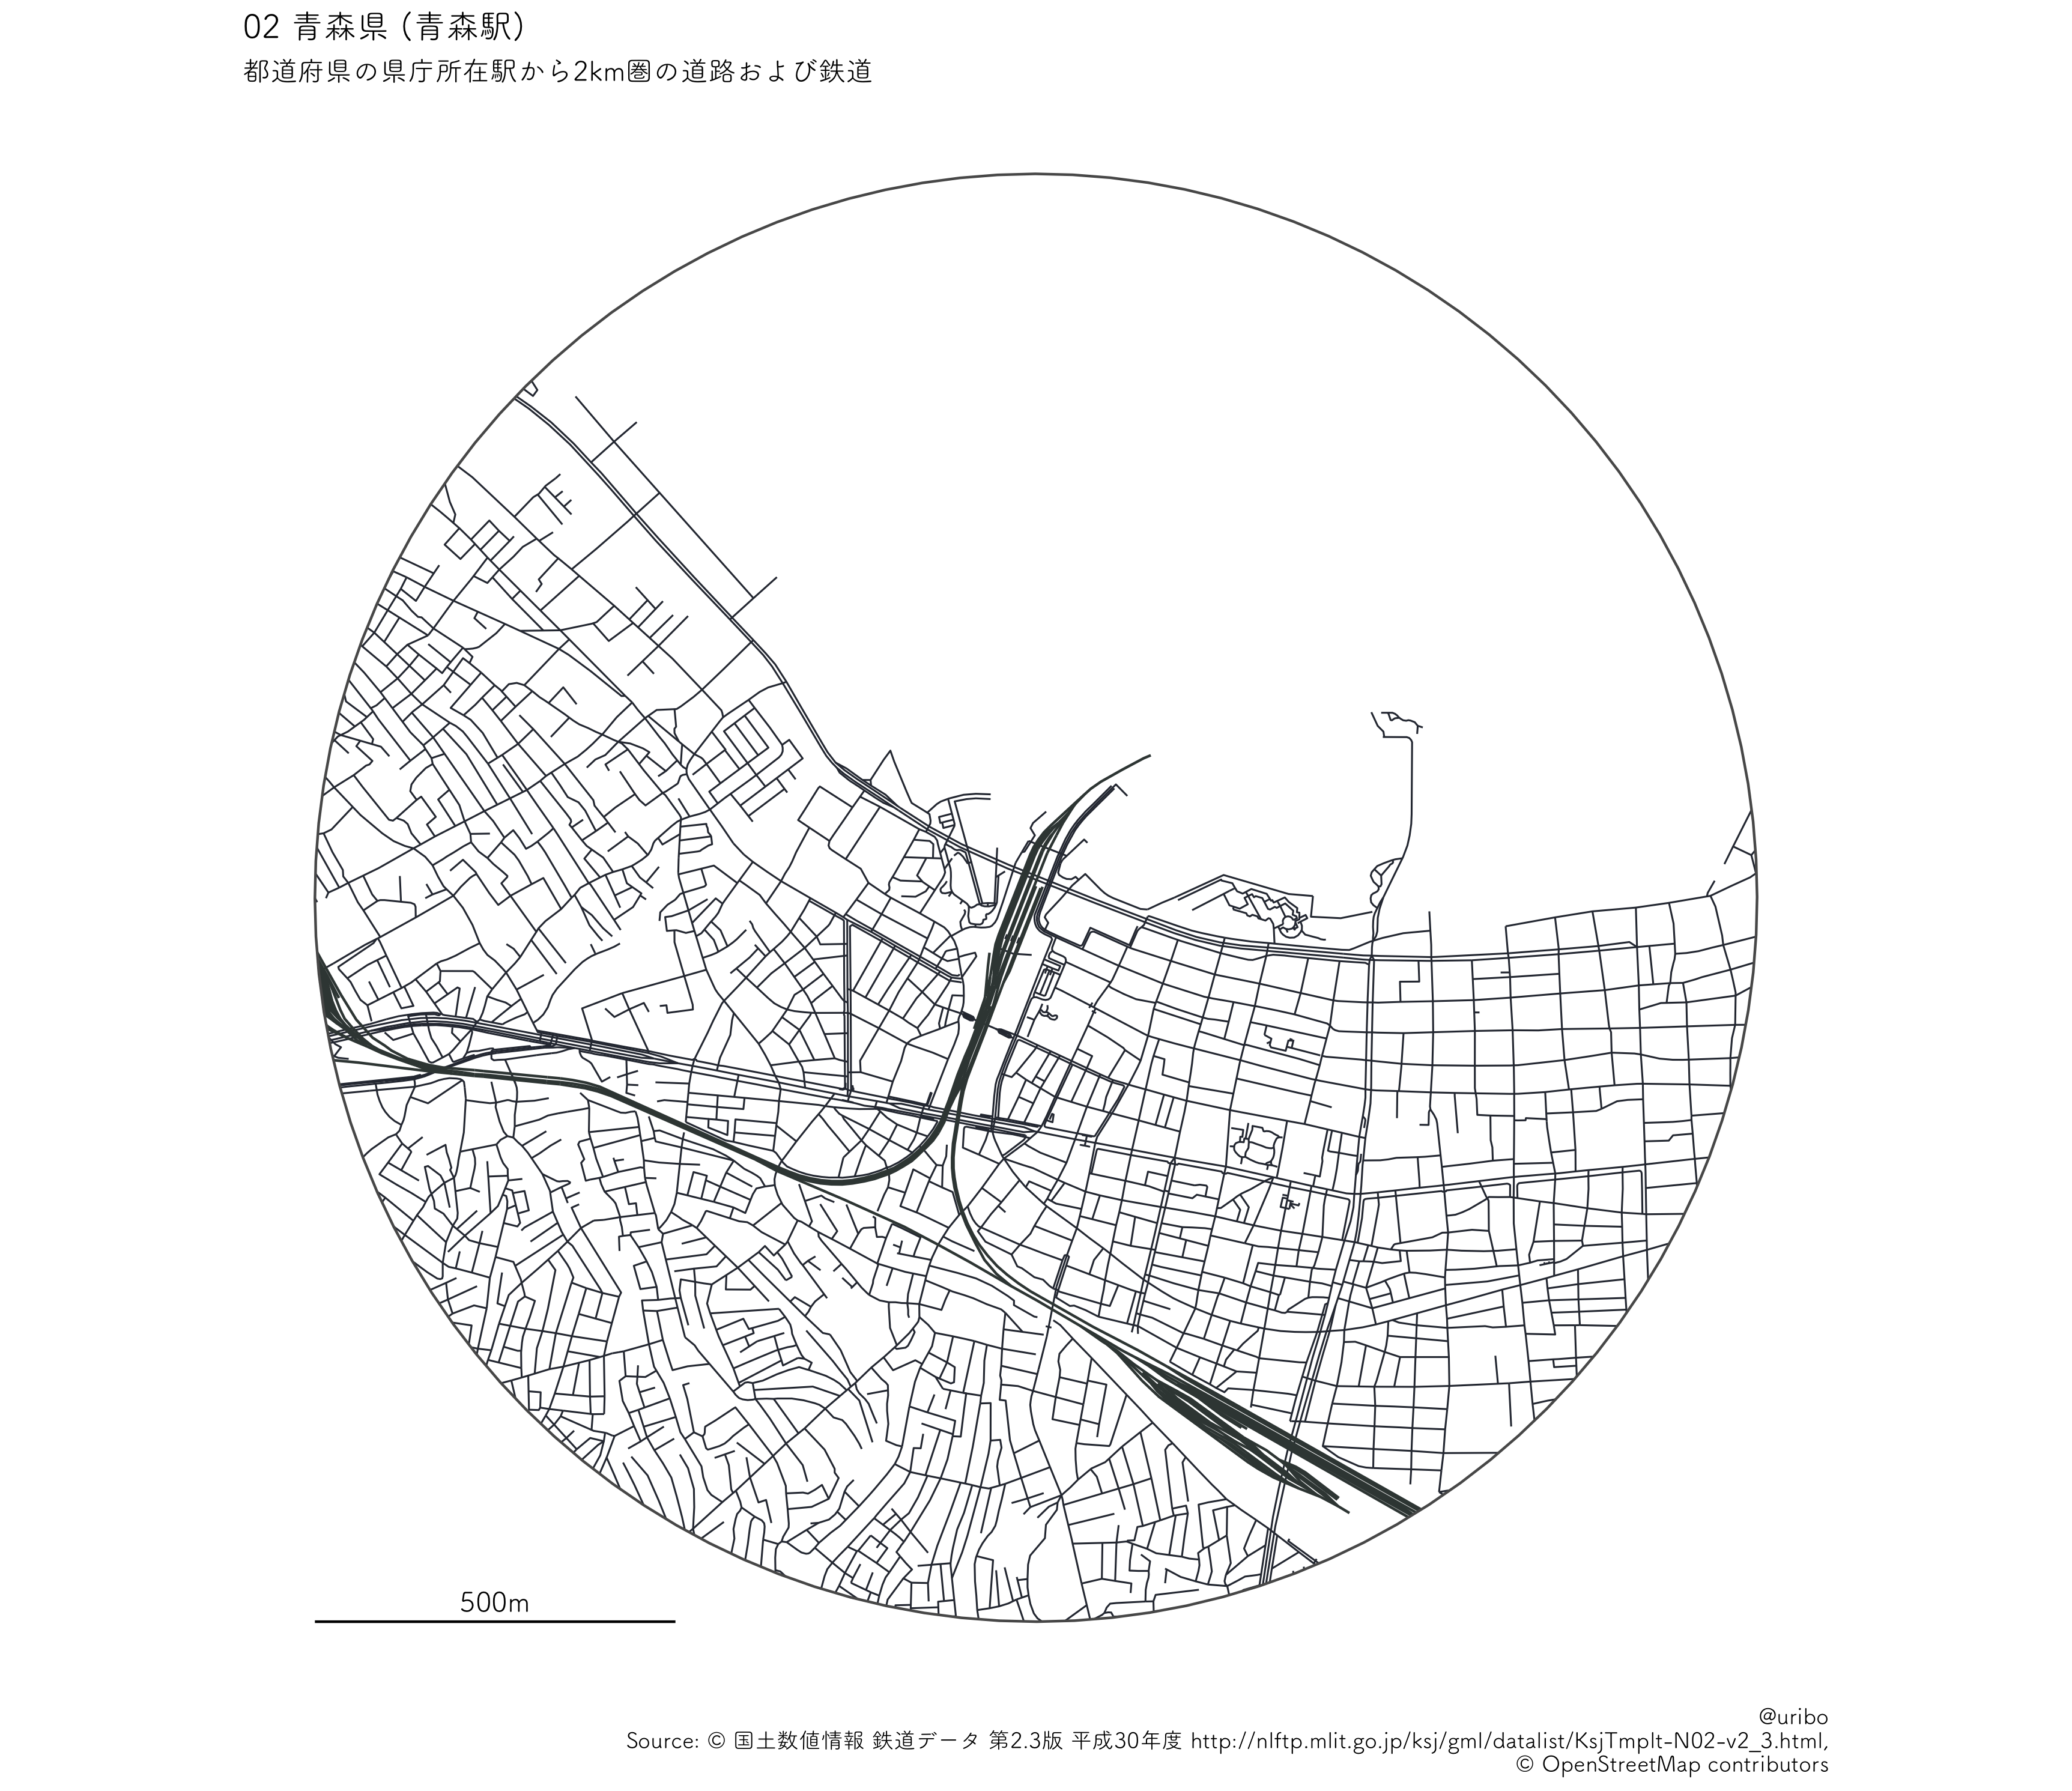 02 青森県 (青森駅)
都道府県の県庁所在駅から2km圏の道路および鉄道
500m
@uribo
Source: © 国土数値情報 鉄道データ 第2.3版 平成30年度 http://nlftp.mlit.go.jp/ksj/gml/datalist/KsjTmplt-N02-v2_3.html,
© OpenStreetMap contributors